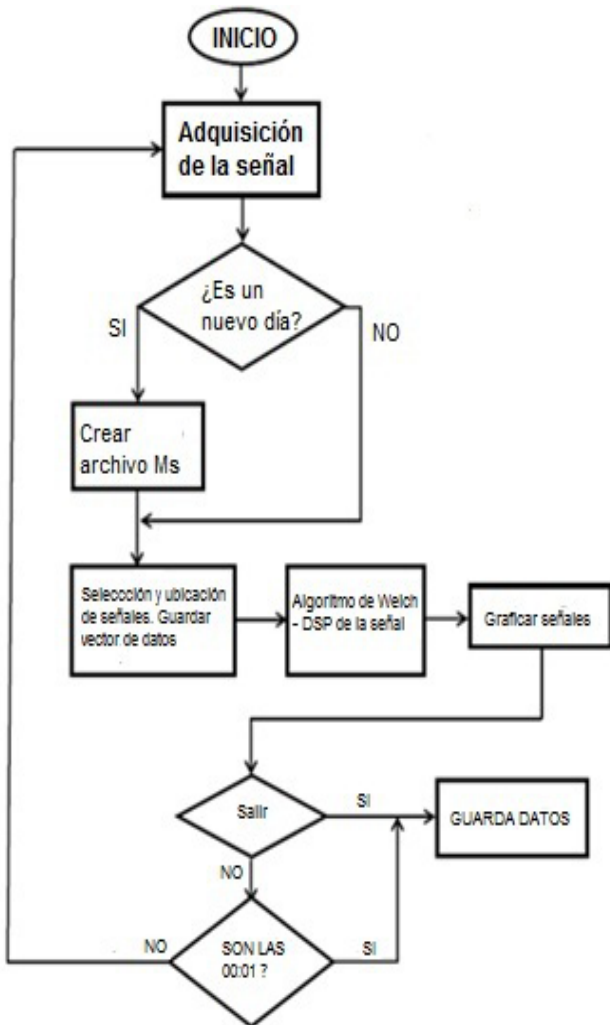 INICIO
Adquisición
de la señal
¿Es un
nuevo día?
SI
NO
Crear
archivo Ms
Seleccción y ubicación
de señales. Guardar
vector de datos
Algoritmo de Welch
- DSP de la señal
Graficar señales
Salir
SI
GUARDA DATOS
NO
SON LAS
00:01 ?
NO
SI